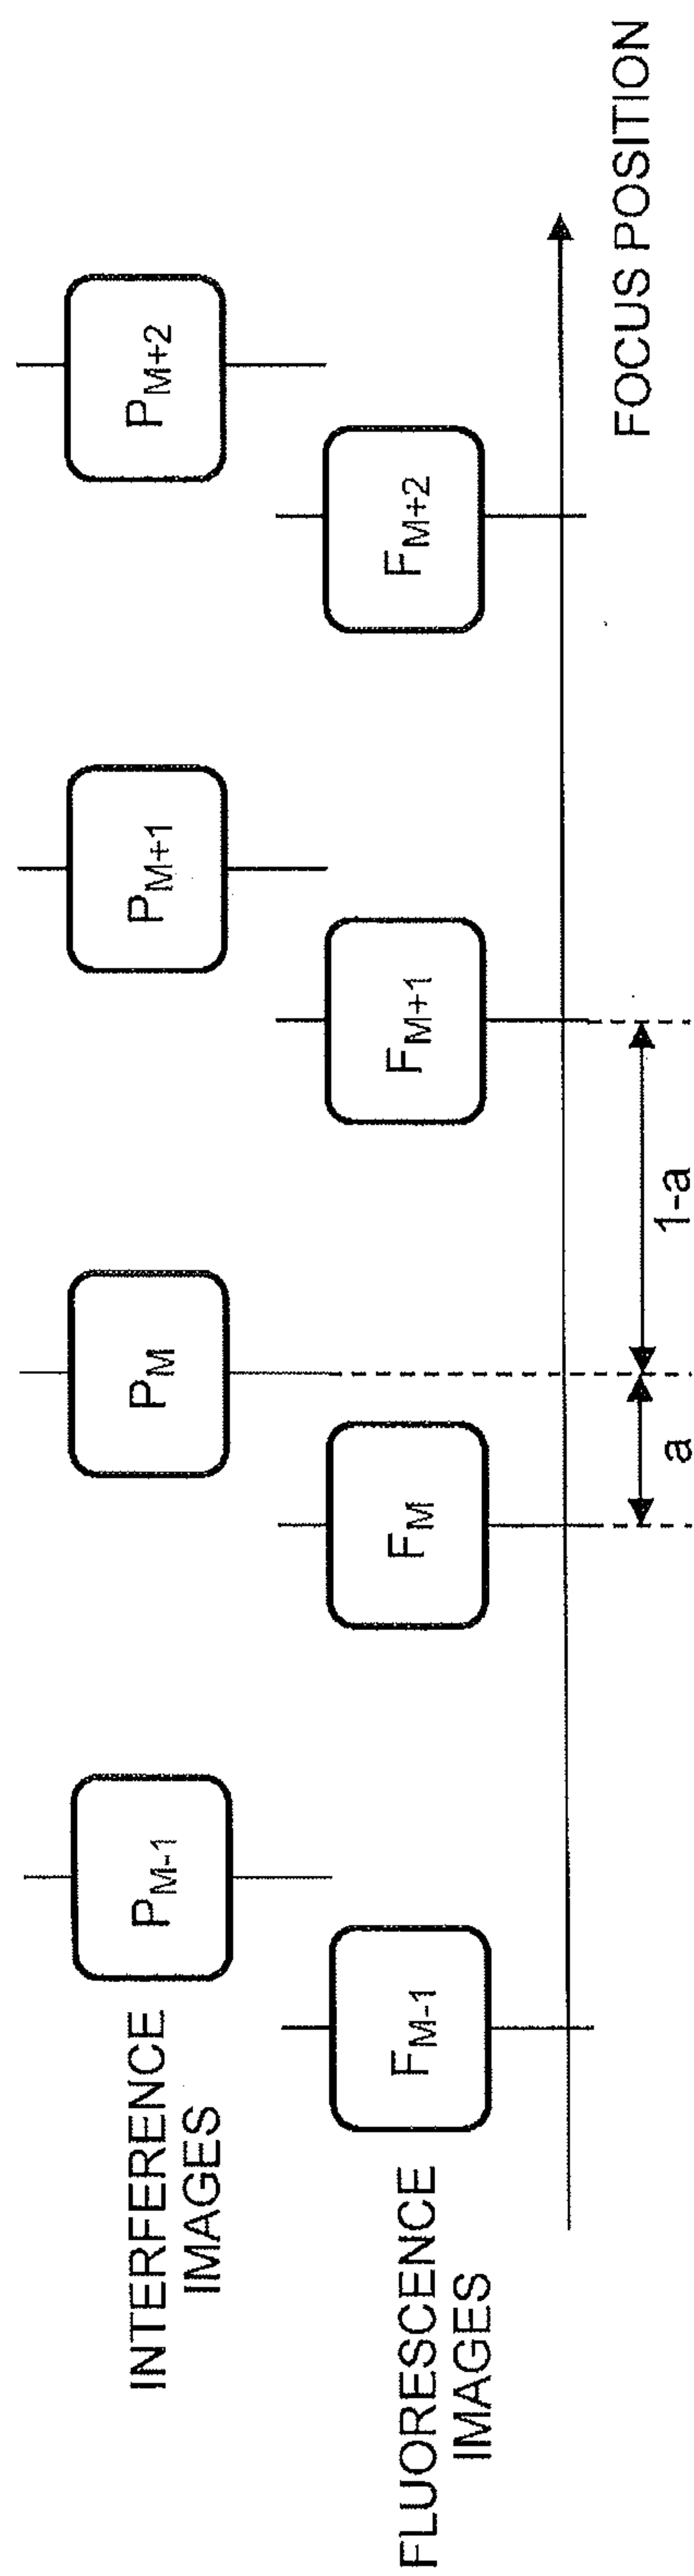 INTERFERENCE
IMAGES
P_{M-1}
P_M
P_{M+1}
P_{M+2}
FLUORESCENCE
IMAGES
F_{M-1}
F_M
F_{M+1}
F_{M+2}
a
1-a
FOCUS POSITION